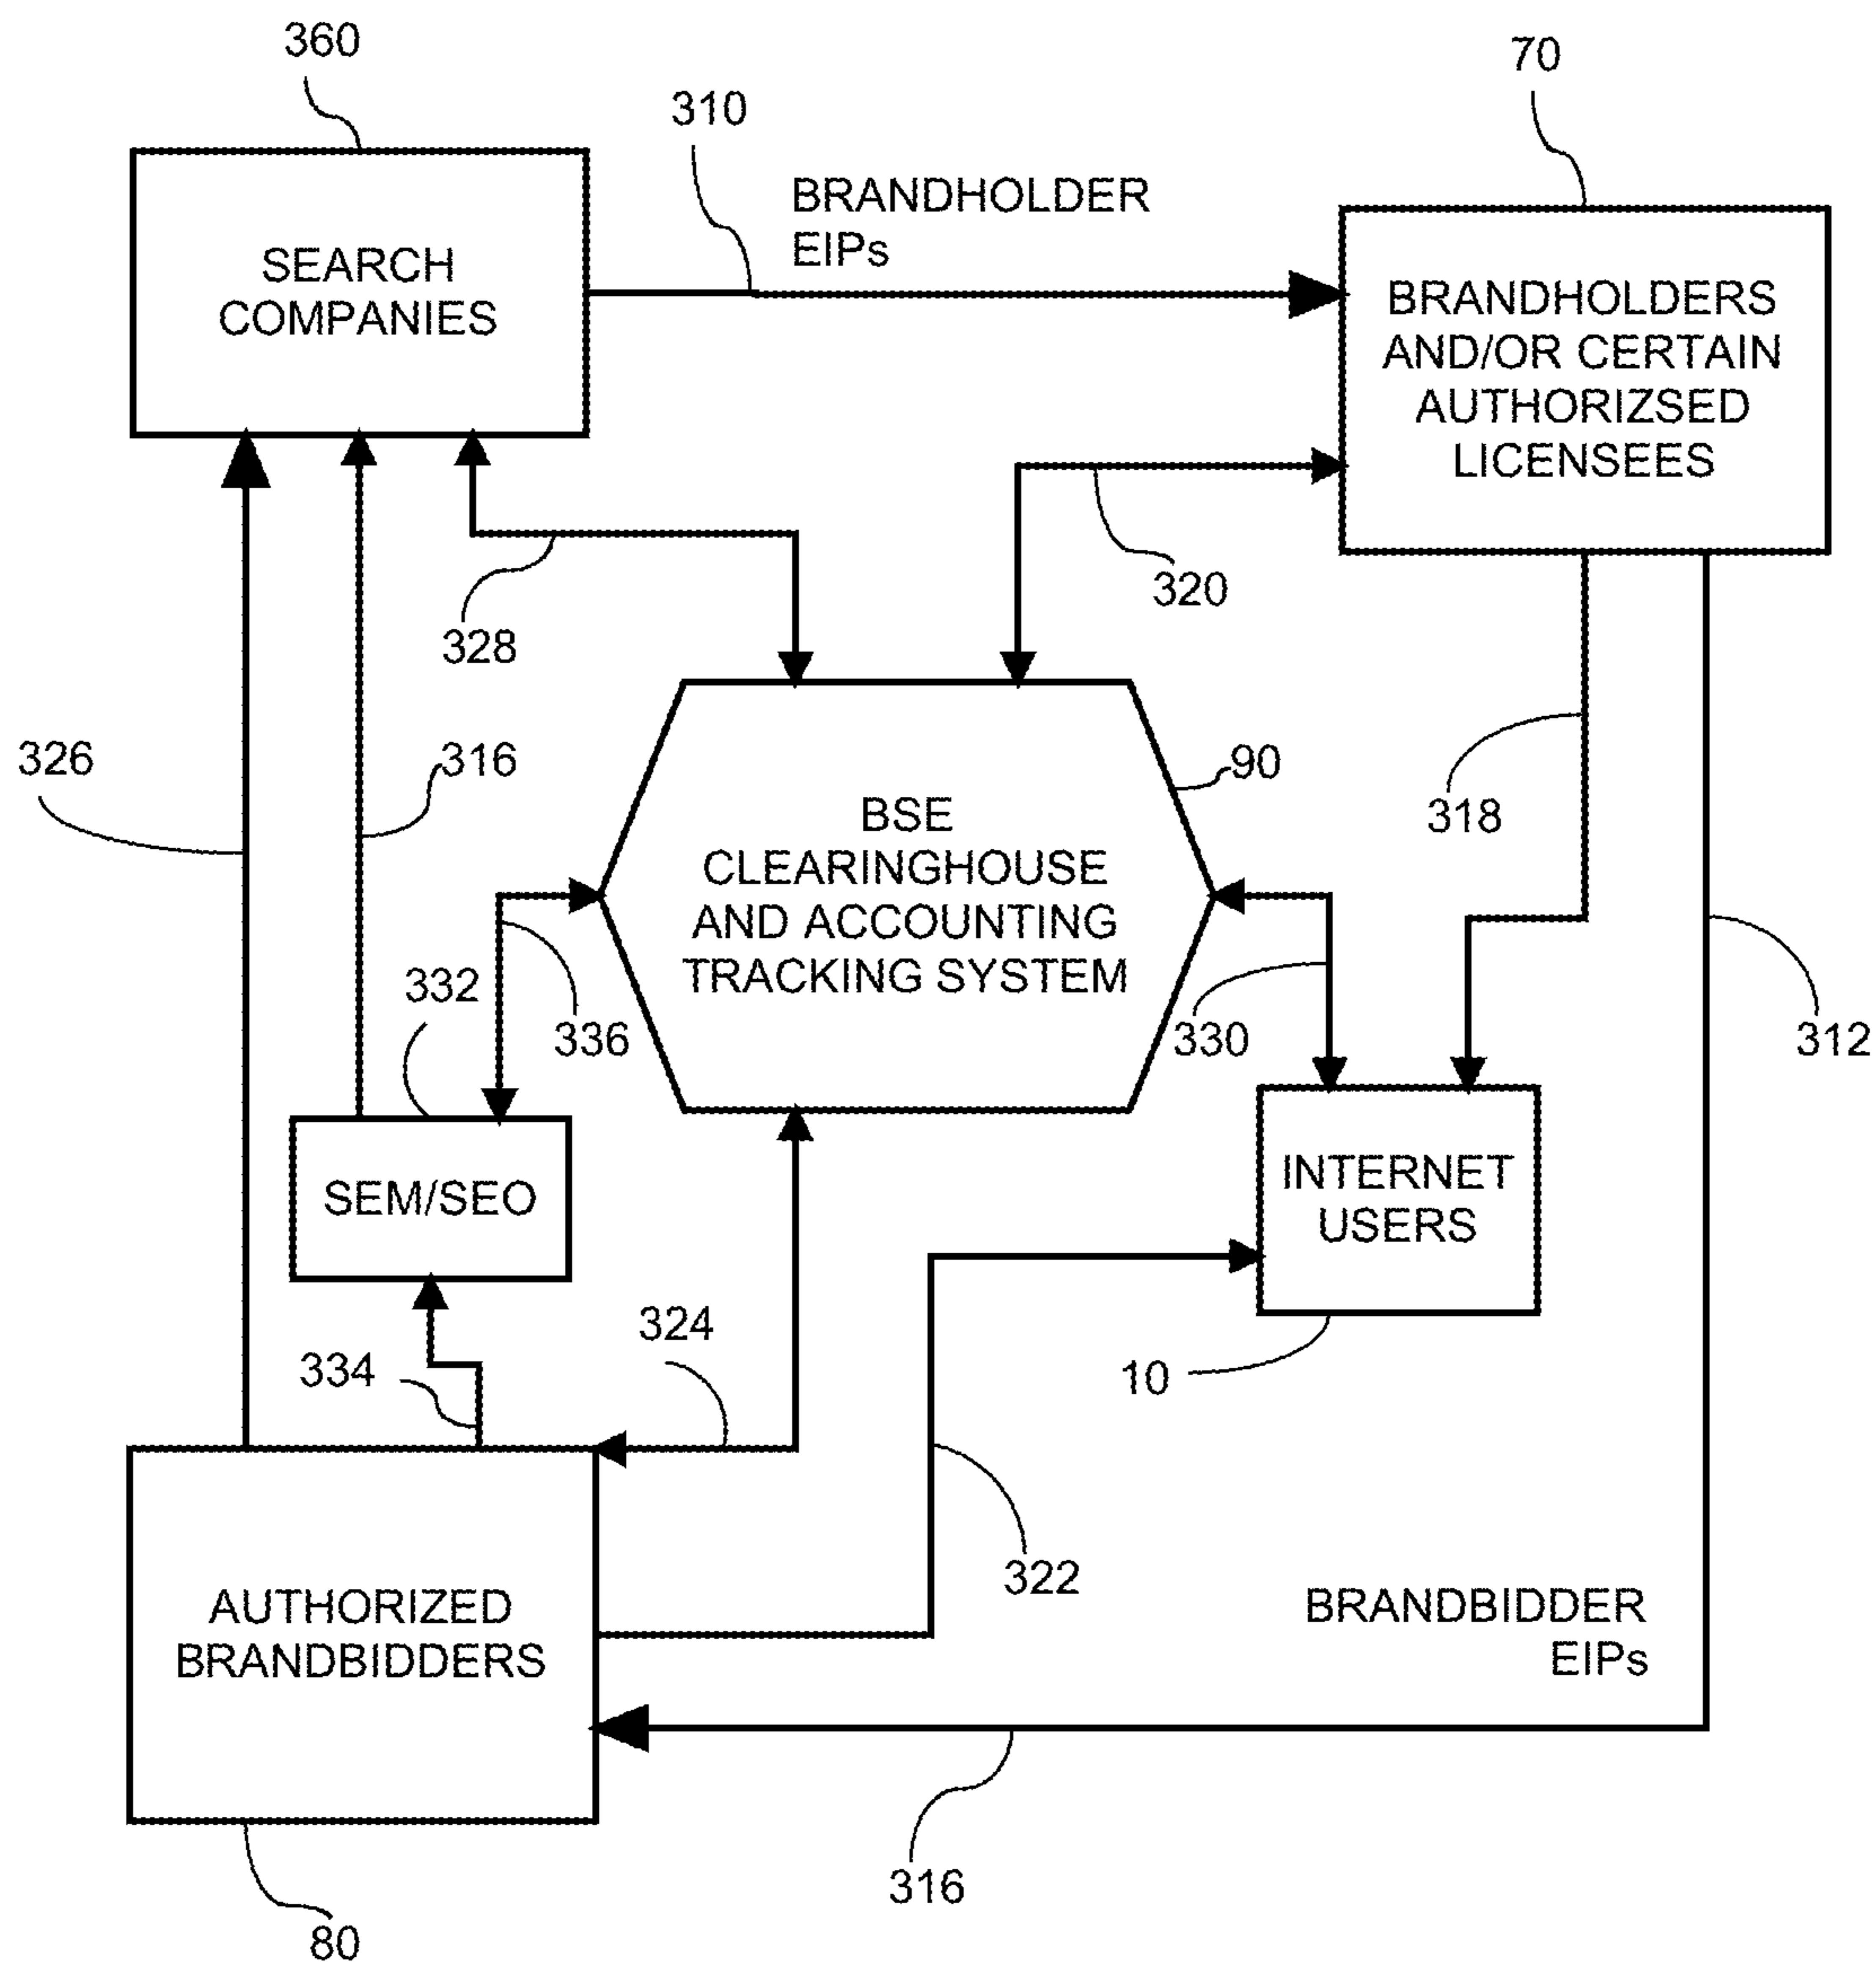 360
70
310
BRANDHOLDER
EIPs
SEARCH
COMPANIES
BRANDHOLDERS
AND/OR CERTAIN
AUTHORIZSED
LICENSEES
320
328
326
316
90
318
BSE
CLEARINGHOUSE
AND ACCOUNTING
TRACKING SYSTEM
332
336
330
312
SEM/SEO
INTERNET
USERS
324
334
10
322
AUTHORIZED
BRANDBIDDERS
BRANDBIDDER
EIPs
316
80